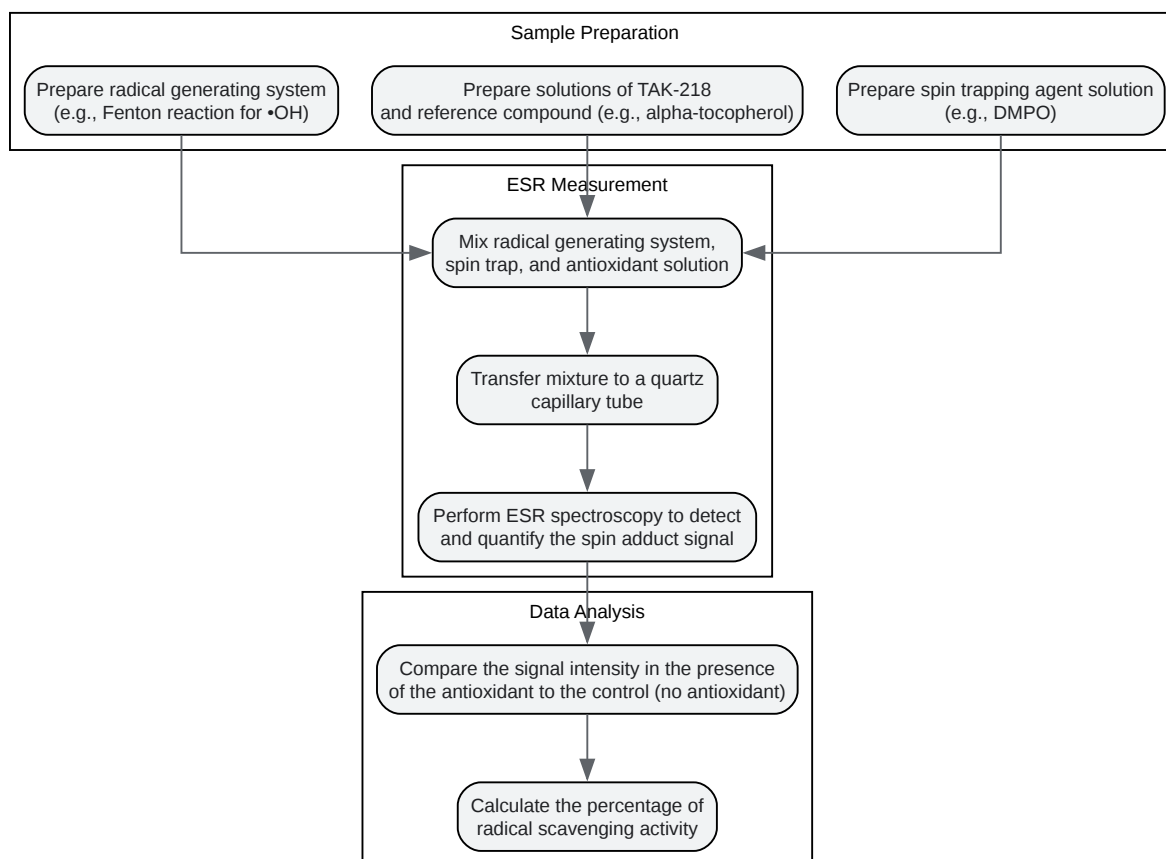 Sample Preparation
Prepare radical generating system
(e.g., Fenton reaction for •OH)
Prepare solutions of TAK-218
and reference compound (e.g., alpha-tocopherol)
Prepare spin trapping agent solution
(e.g., DMPO)
ESR Measurement
Mix radical generating system,
spin trap, and antioxidant solution
Transfer mixture to a quartz
capillary tube
Perform ESR spectroscopy to detect
and quantify the spin adduct signal
Data Analysis
Compare the signal intensity in the presence
of the antioxidant to the control (no antioxidant)
Calculate the percentage of
radical scavenging activity